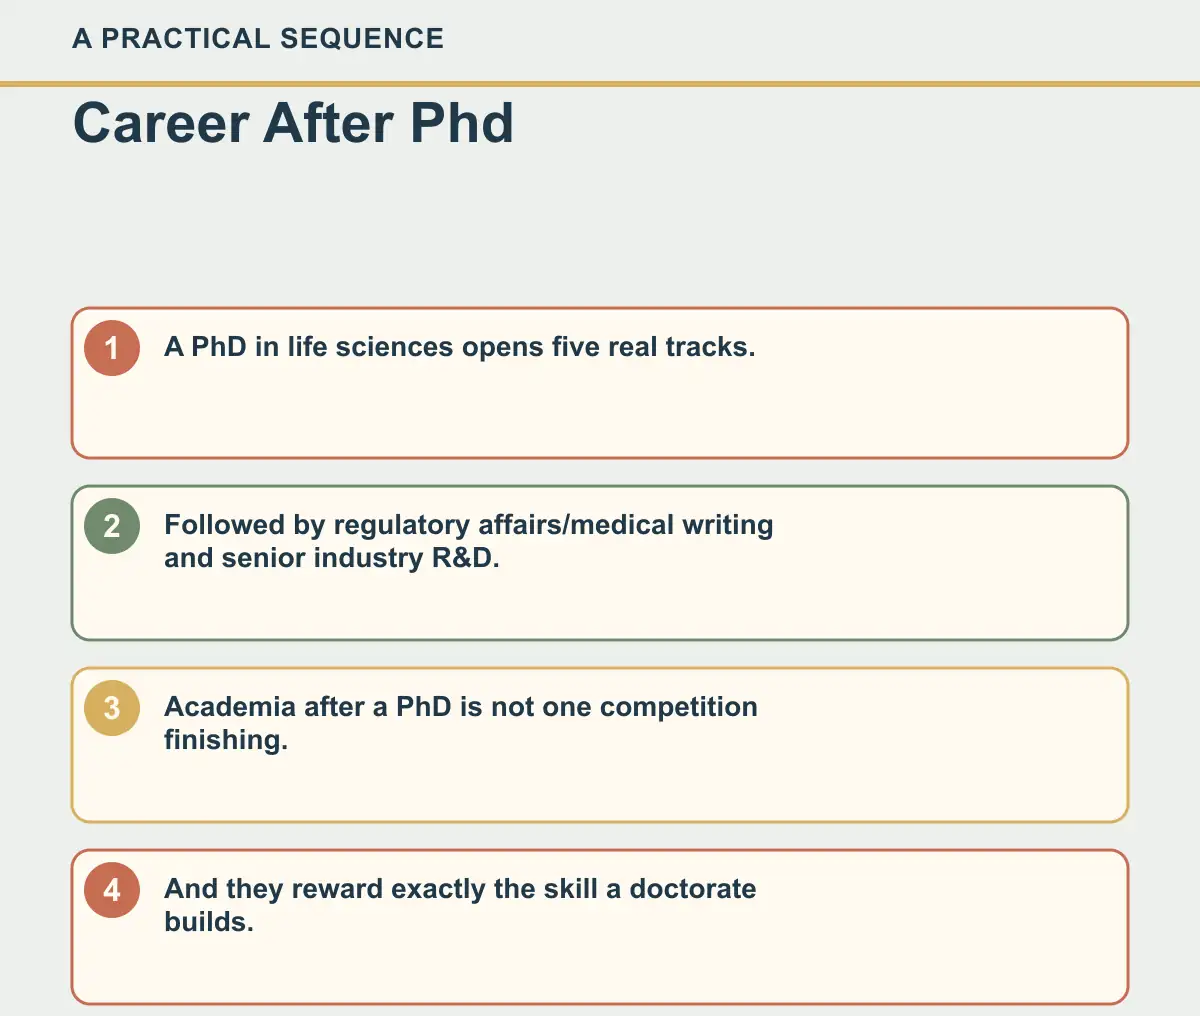 A PRACTICAL SEQUENCE
Career After Phd
1
A PhD in life sciences opens five real tracks.
2
Followed by regulatory affairs/medical writing
and senior industry R&D.
3
Academia after a PhD is not one competition
finishing.
4
And they reward exactly the skill a doctorate
builds.